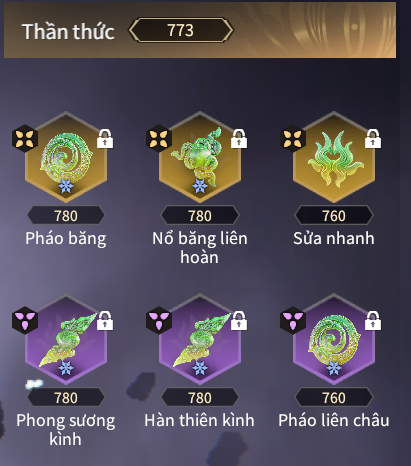 Thần thức 773
780 780 760
Pháo băng Nổ băng liên Sửa nhanh
hoàn
780 780 760
Phong sương Hàn thiên kình Pháo liên châu
kình